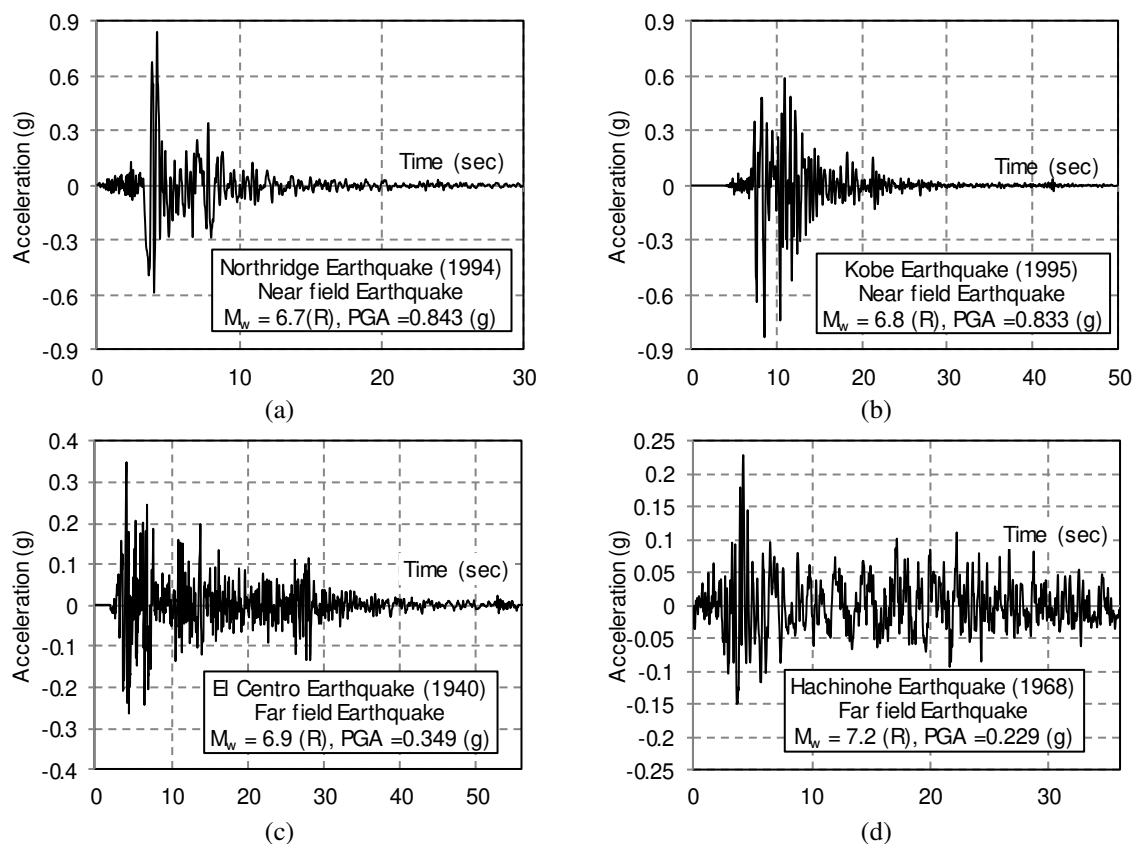 0.9
0.6
0.3
0
-0.3
-0.6
-0.9
Acceleration (g)
Time (sec)
Northridge Earthquake (1994)
Near field Earthquake
Mw = 6.7(R), PGA =0.843 (g)
0 10 20 30
(a)
0.9
0.6
0.3
0
-0.3
-0.6
-0.9
Acceleration (g)
Time (sec)
Kobe Earthquake (1995)
Near field Earthquake
Mw = 6.8 (R), PGA =0.833 (g)
0 10 20 30 40 50
(b)
0.4
0.3
0.2
0.1
0
-0.1
-0.2
-0.3
-0.4
Acceleration (g)
Time (sec)
El Centro Earthquake (1940)
Far field Earthquake
Mw = 6.9 (R), PGA =0.349 (g)
0 10 20 30 40 50
(c)
0.25
0.2
0.15
0.1
0.05
0
-0.05
-0.1
-0.15
-0.2
-0.25
Acceleration (g)
Time (sec)
Hachinohe Earthquake (1968)
Far field Earthquake
Mw = 7.2 (R), PGA =0.229 (g)
0 10 20 30
(d)